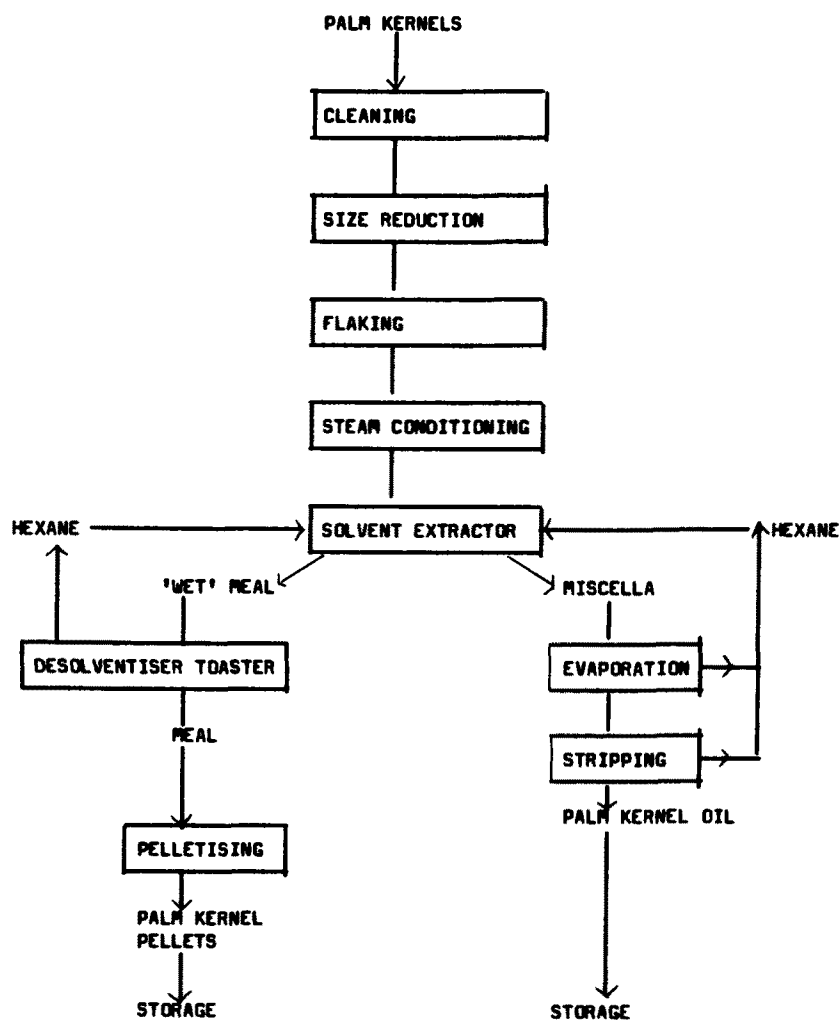 PALM KERNELS
CLEANING
SIZE REDUCTION
FLAKING
STEAM CONDITIONING
HEXANE
SOLVENT EXTRACTOR
HEXANE
'WET' MEAL
MISCELLA
DESOLVENTISER TOASTER
EVAPORATION
MEAL
STRIPPING
PALM KERNEL OIL
PELLETISING
PALM KERNEL
PELLETS
STORAGE
STORAGE